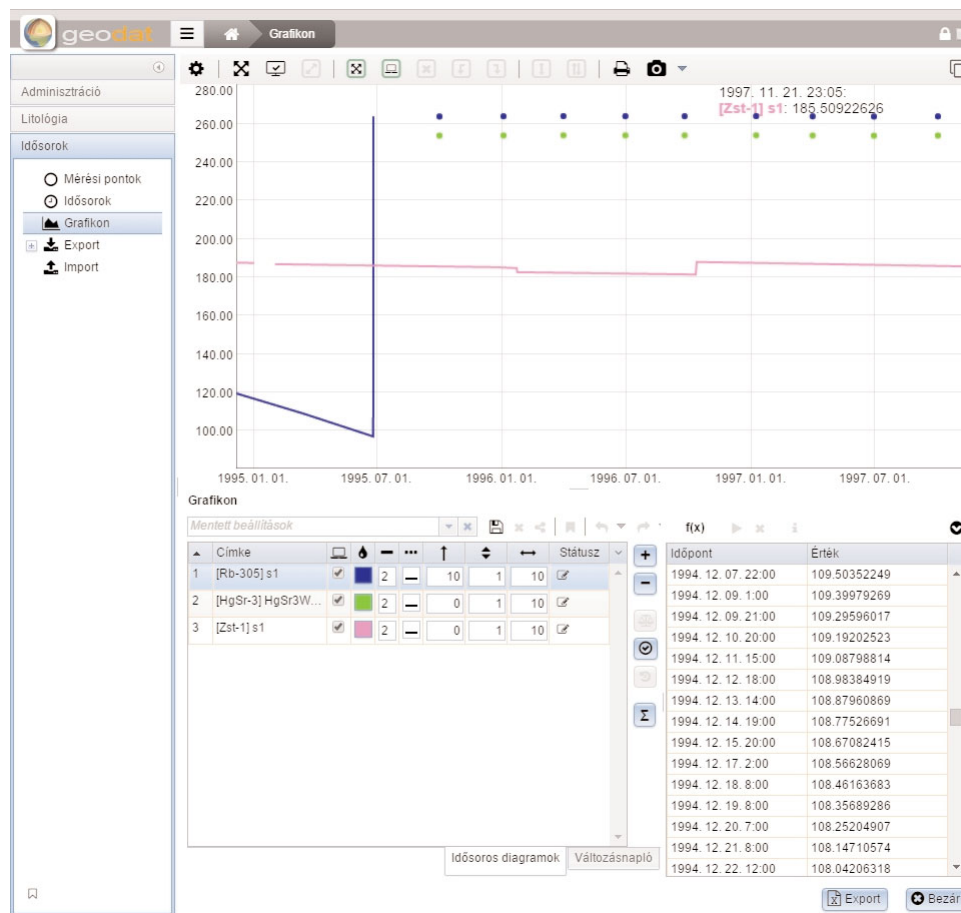 geodat
Grafikon
Adminisztráció
Litológia
Idősorok
Mérési pontok
Idősorok
Grafikon
Export
Import
280.00
260.00
240.00
220.00
200.00
180.00
160.00
140.00
120.00
100.00
1997. 11. 21. 23:05:
[Zst-1] s1: 185.50922626
1995. 01. 01.
1995. 07. 01.
1996. 01. 01.
1996. 07. 01.
1997. 01. 01.
1997. 07. 01.
Grafikon
Mentett beállítások
f(x)
Címke Státusz
1 [Rb-305] s1 2 10 1 10
2 [HgSr-3] HgSr3W... 2 0 1 10
3 [Zst-1] s1 2 0 1 10
Σ
Időpont Érték
1994. 12. 07. 22:00 109.50352249
1994. 12. 09. 1:00 109.39979269
1994. 12. 09. 21:00 109.29596017
1994. 12. 10. 20:00 109.19202523
1994. 12. 11. 15:00 109.08798814
1994. 12. 12. 18:00 108.98384919
1994. 12. 13. 14:00 108.87960869
1994. 12. 14. 19:00 108.77526691
1994. 12. 15. 20:00 108.67082415
1994. 12. 17. 2:00 108.56628069
1994. 12. 18. 8:00 108.46163683
1994. 12. 19. 8:00 108.35689286
1994. 12. 20. 7:00 108.25204907
1994. 12. 21. 8:00 108.14710574
1994. 12. 22. 12:00 108.04206318
Idősoros diagramok Változásnapló
Export Bezár